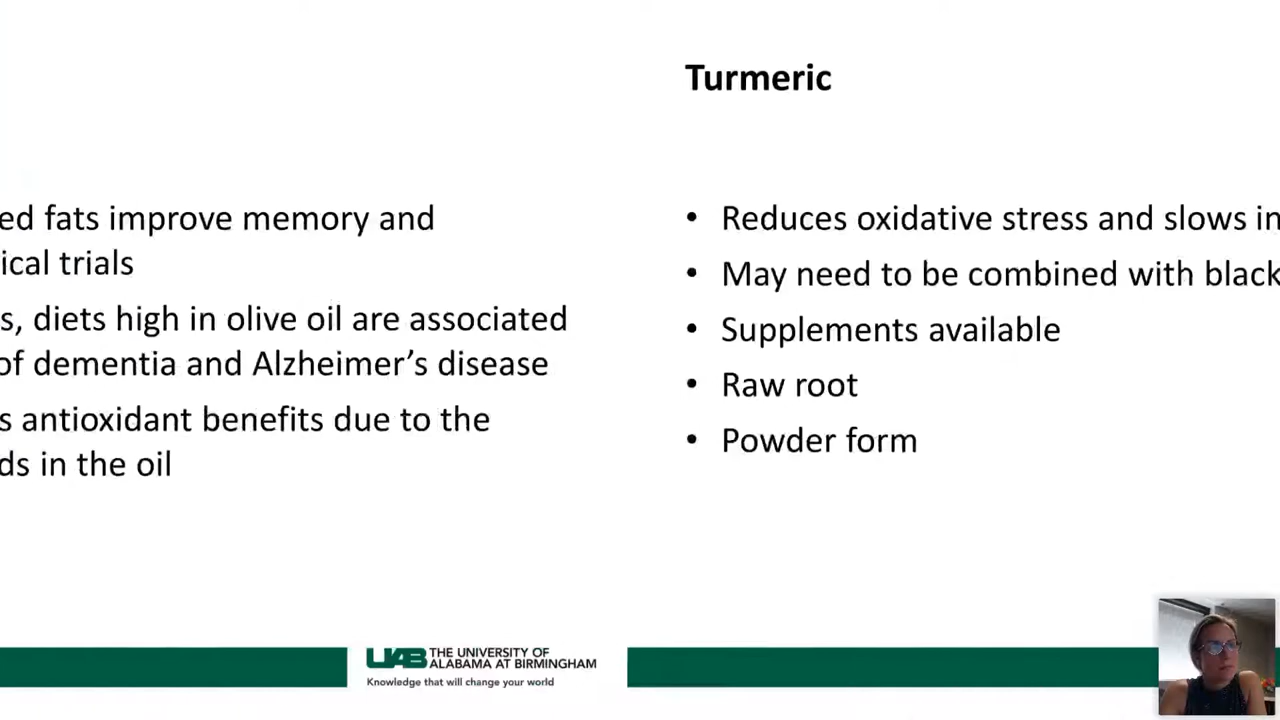 ed fats improve memory and
ical trials
s, diets high in olive oil are associated
of dementia and Alzheimer's disease
s antioxidant benefits due to the
ds in the oil
Turmeric
• Reduces oxidative stress and slows in
• May need to be combined with black
• Supplements available
• Raw root
• Powder form
UAB THE UNIVERSITY OF
ALABAMA AT BIRMINGHAM
Knowledge that will change your world